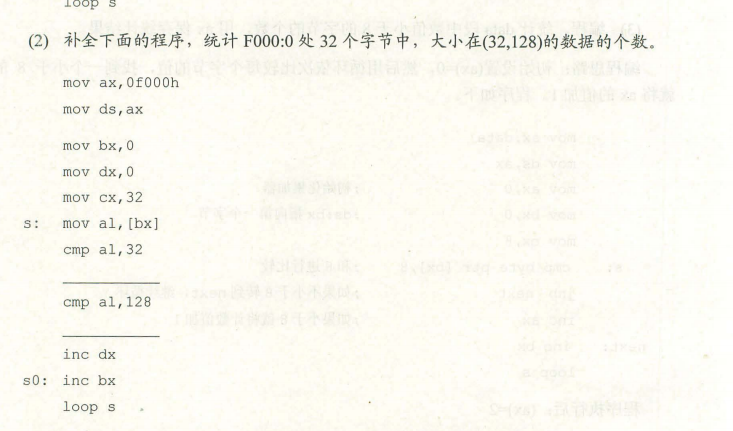 loop s
(2) 补全下面的程序，统计 F000:0 处 32 个字节中，大小在(32,128)的数据的个数。
mov ax,0f000h
mov ds,ax
mov bx,0
mov dx,0
mov cx,32
s: mov al,[bx]
cmp al,32
cmp al,128
inc dx
s0: inc bx
loop s